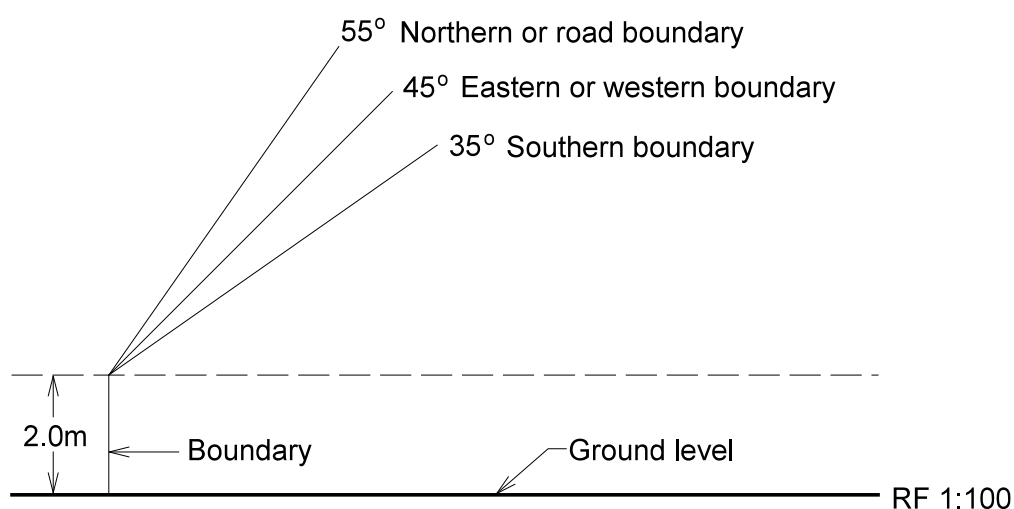 55° Northern or road boundary
45° Eastern or western boundary
35° Southern boundary
2.0m
Boundary
Ground level
RF 1:100